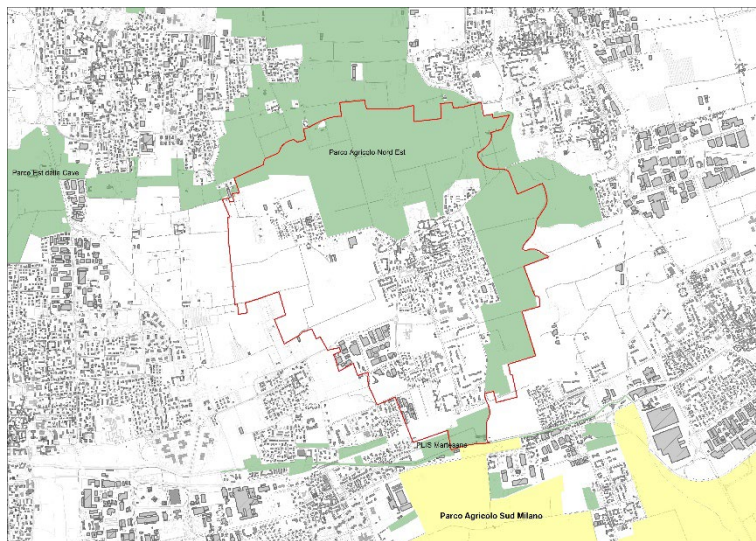 Parco Agricolo Nord Est
Parco Est delle Cave
PLIS Martesana
Parco Agricolo Sud Milano